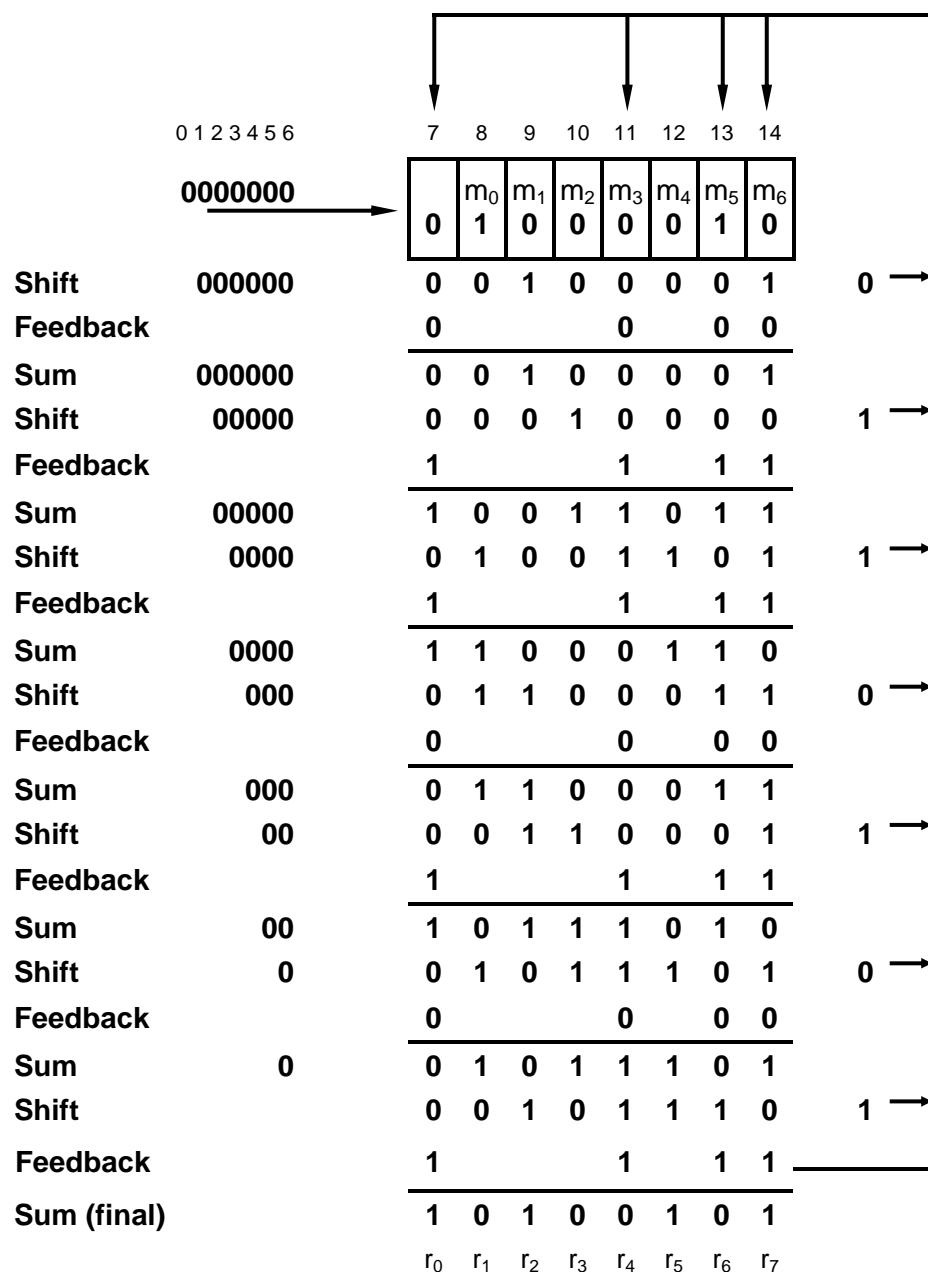 0 1 2 3 4 5 6 7 8 9 10 11 12 13 14
0000000 m0 m1 m2 m3 m4 m5 m6
0 1 0 0 0 0 1 0
Shift 000000 0 0 1 0 0 0 0 1 0
Feedback 0 0 0 0
Sum 000000 0 0 1 0 0 0 0 1
Shift 00000 0 0 0 1 0 0 0 0 1
Feedback 1 1 1 1
Sum 00000 1 0 0 1 1 0 1 1
Shift 0000 0 1 0 0 1 1 0 1 1
Feedback 1 1 1 1
Sum 0000 1 1 0 0 0 1 1 0
Shift 000 0 1 1 0 0 0 1 1 0
Feedback 0 0 0 0
Sum 000 0 1 1 0 0 0 1 1
Shift 00 0 0 1 1 0 0 0 1 1
Feedback 1 1 1 1
Sum 00 1 0 1 1 1 0 1 0
Shift 0 0 1 0 1 1 1 0 1 0
Feedback 0 0 0 0
Sum 0 0 1 0 1 1 1 0 1
Shift 0 0 1 0 1 1 1 0 1
Feedback 1 1 1 1
Sum (final) 1 0 1 0 0 1 0 1
r0 r1 r2 r3 r4 r5 r6 r7